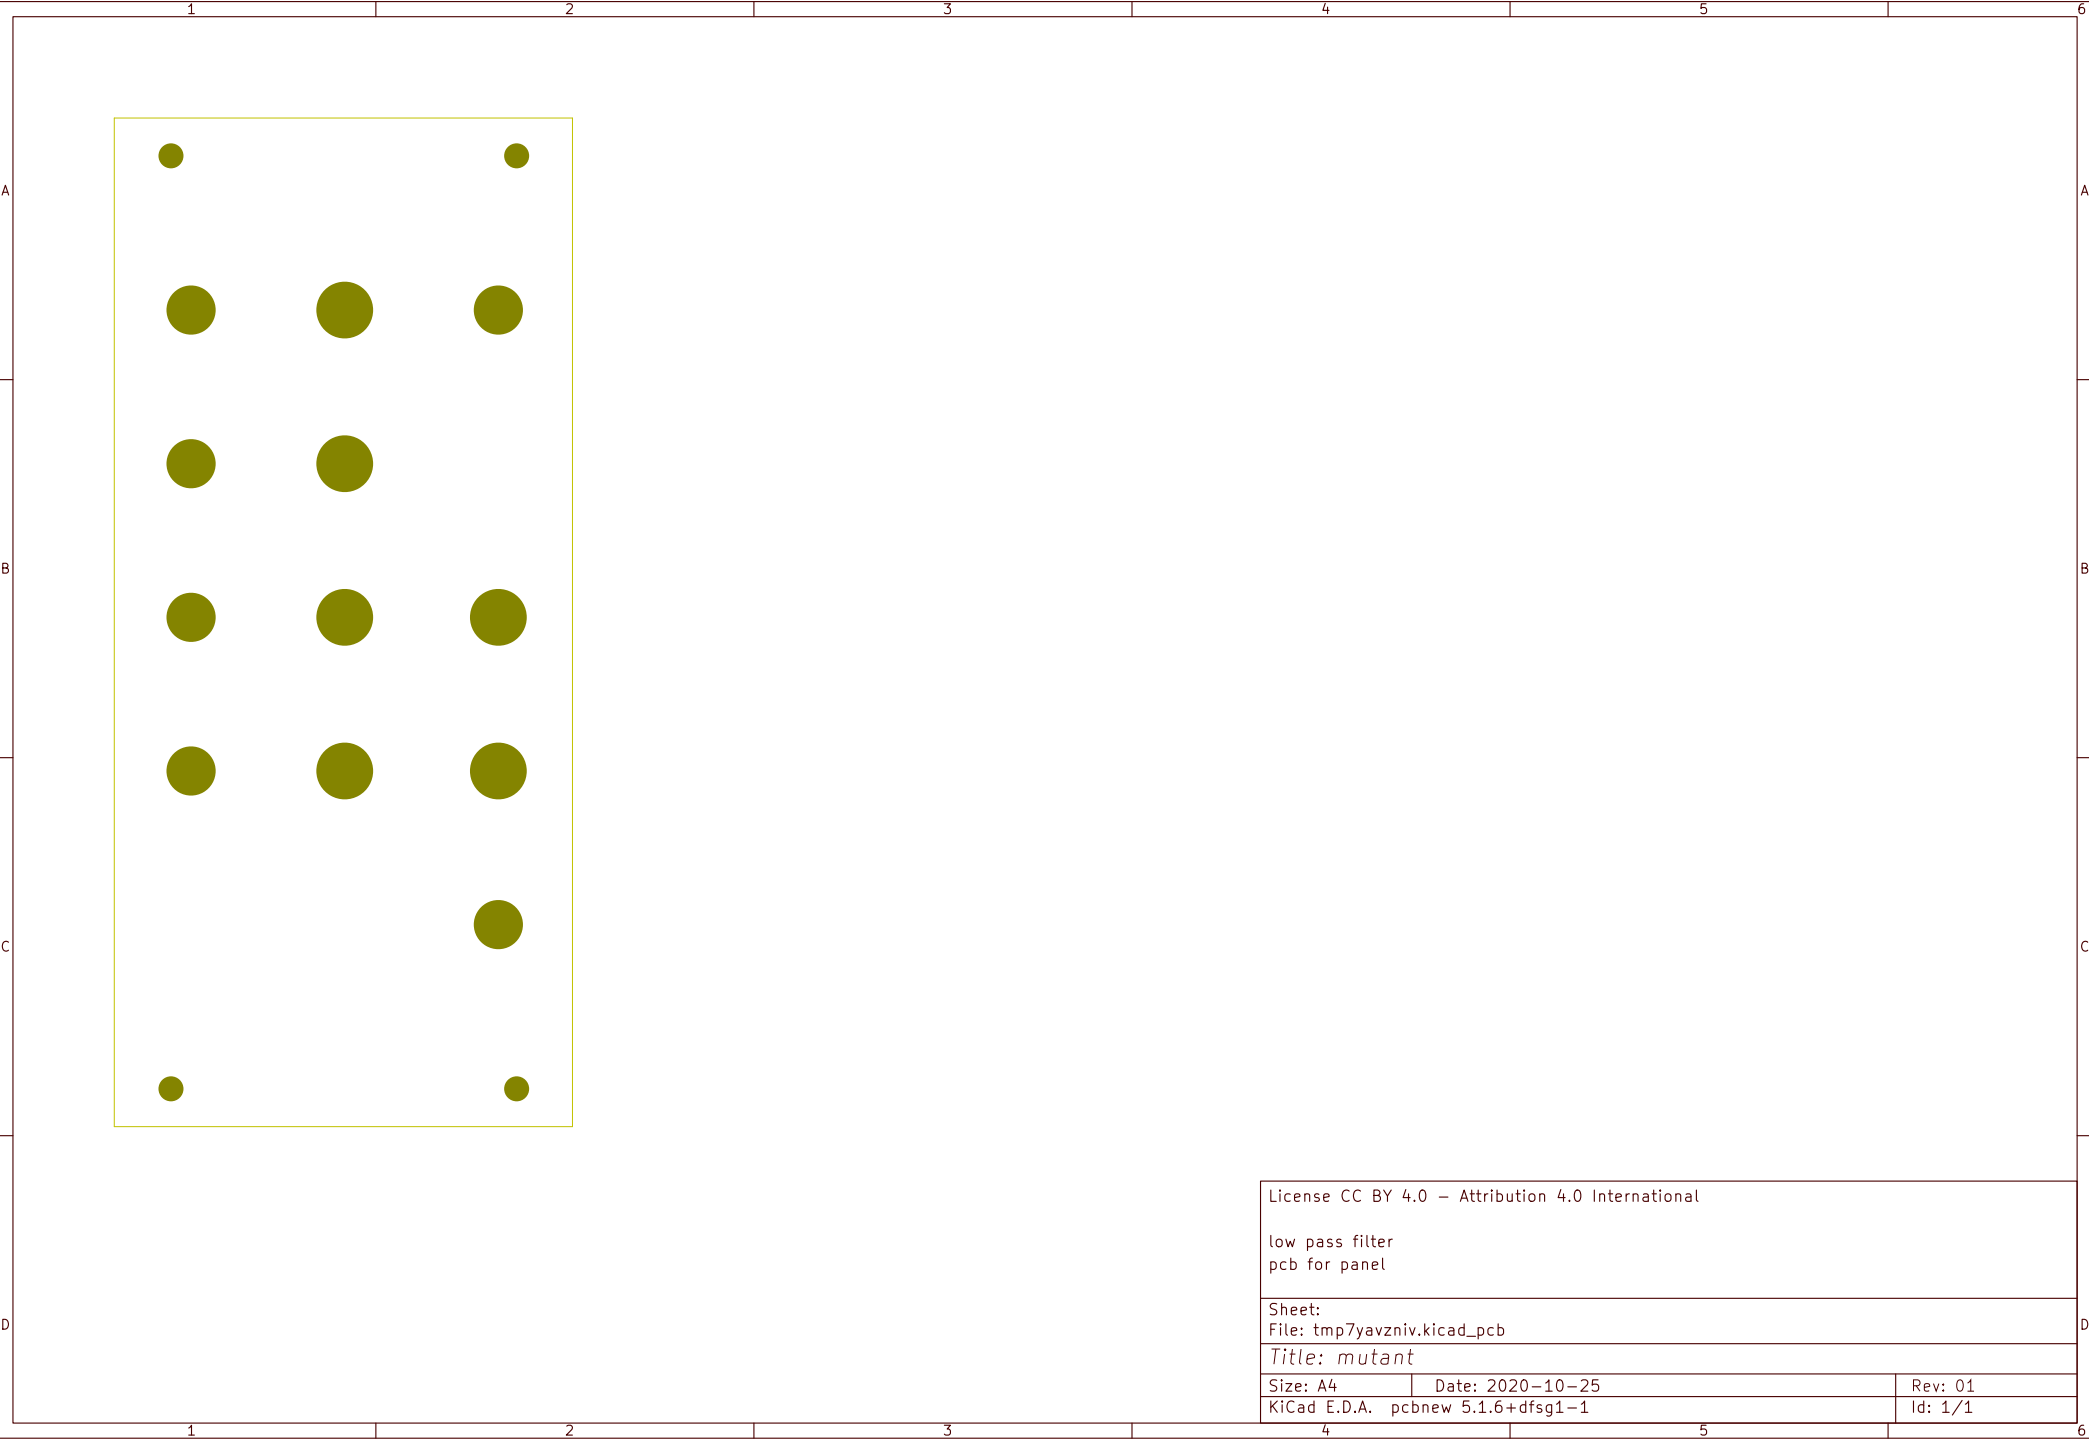 1 2 3 4 5 6
A A
B B
C C
License CC BY 4.0 – Attribution 4.0 International
low pass filter
pcb for panel
Sheet:
File: tmp7yavzniv.kicad_pcb
D D
Title: mutant
Size: A4 Date: 2020-10-25 Rev: 01
KiCad E.D.A. pcbnew 5.1.6+dfsg1-1 Id: 1/1
1 2 3 4 5 6